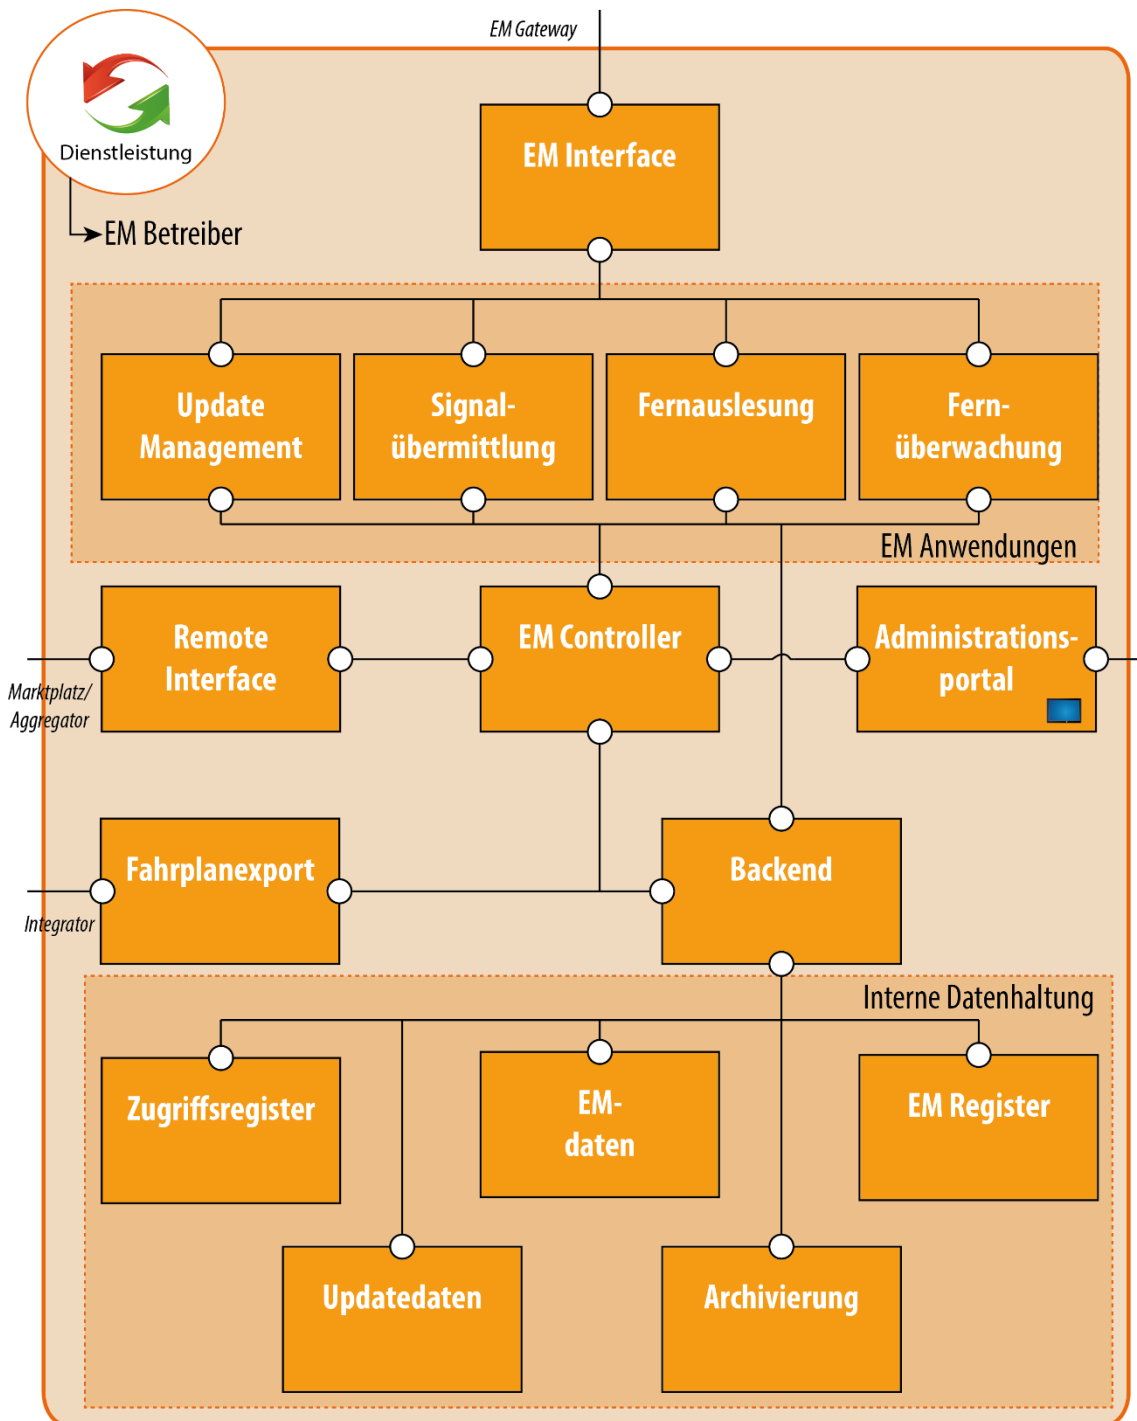 EM Gateway
Dienstleistung
EM Betreiber
EM Interface
Update
Management
Signal-
übermittlung
Fernauslesung
Fern-
überwachung
EM Anwendungen
Remote
Interface
EM Controller
Administrations-
portal
Marktplatz/
Aggregator
Fahrplanexport
Backend
Integrator
Interne Datenhaltung
Zugriffsregister
EM-
daten
EM Register
Updatedaten
Archivierung